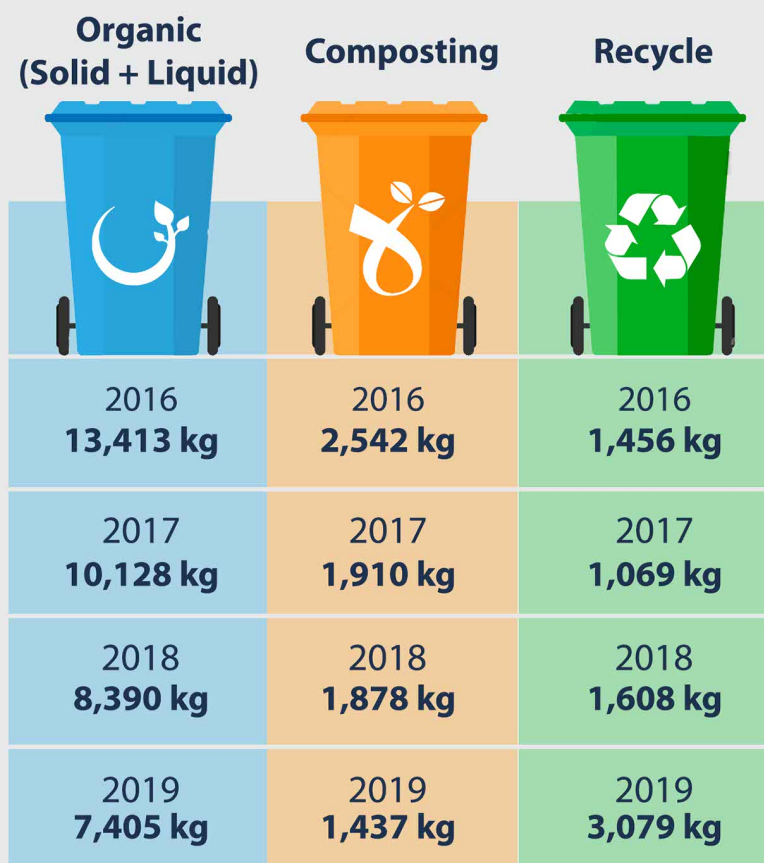 Organic
(Solid + Liquid)
Composting
Recycle
2016
13,413 kg
2016
2,542 kg
2016
1,456 kg
2017
10,128 kg
2017
1,910 kg
2017
1,069 kg
2018
8,390 kg
2018
1,878 kg
2018
1,608 kg
2019
7,405 kg
2019
1,437 kg
2019
3,079 kg